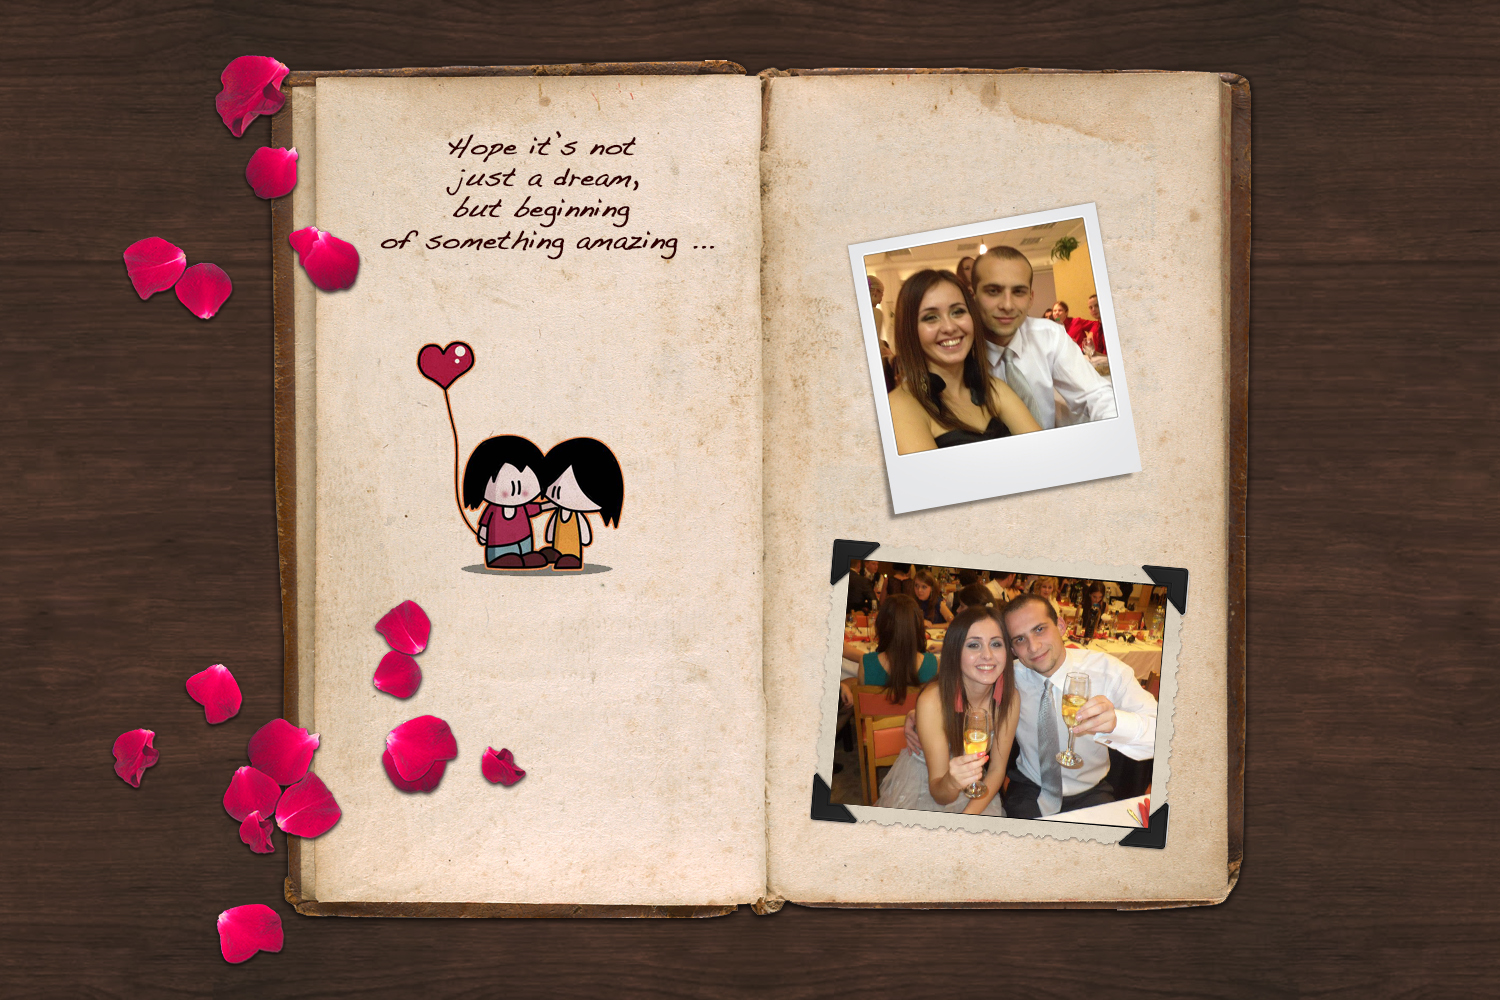 Hope it's not
just a dream,
but beginning
of something amazing ...